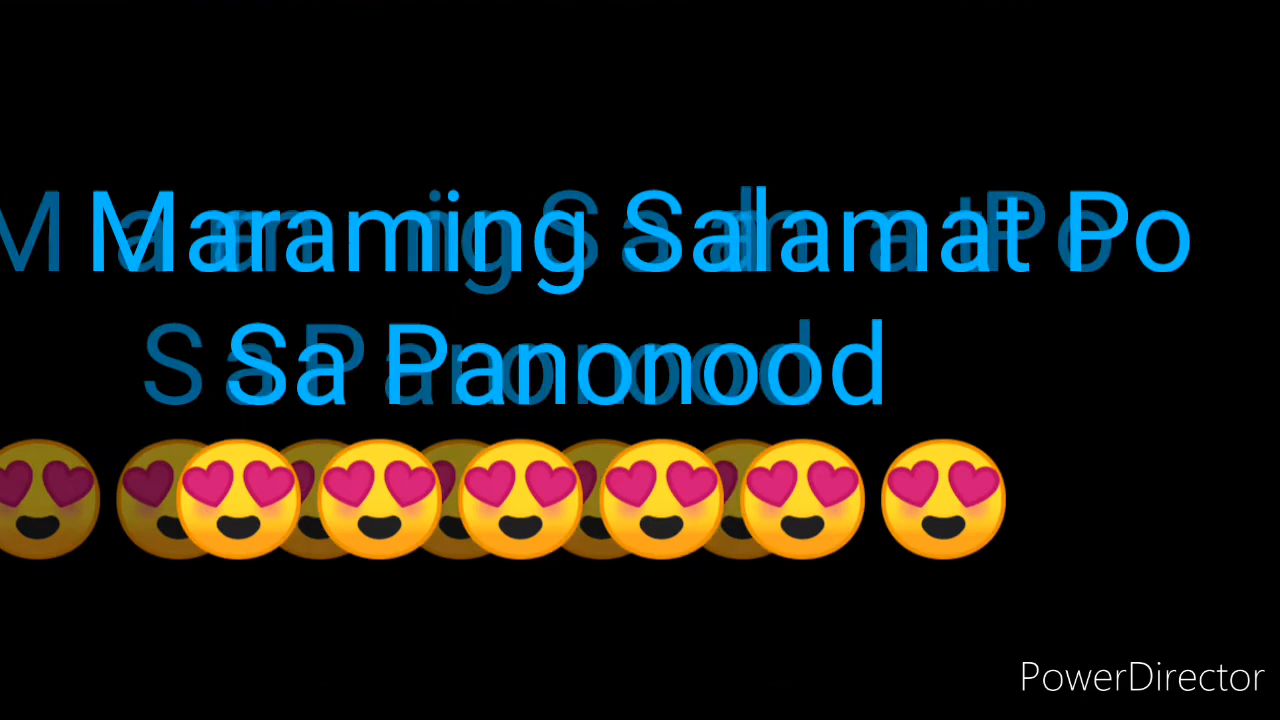 Maraming Salamat Po
Sa Panonood
😍😍😍😍😍😍
PowerDirector